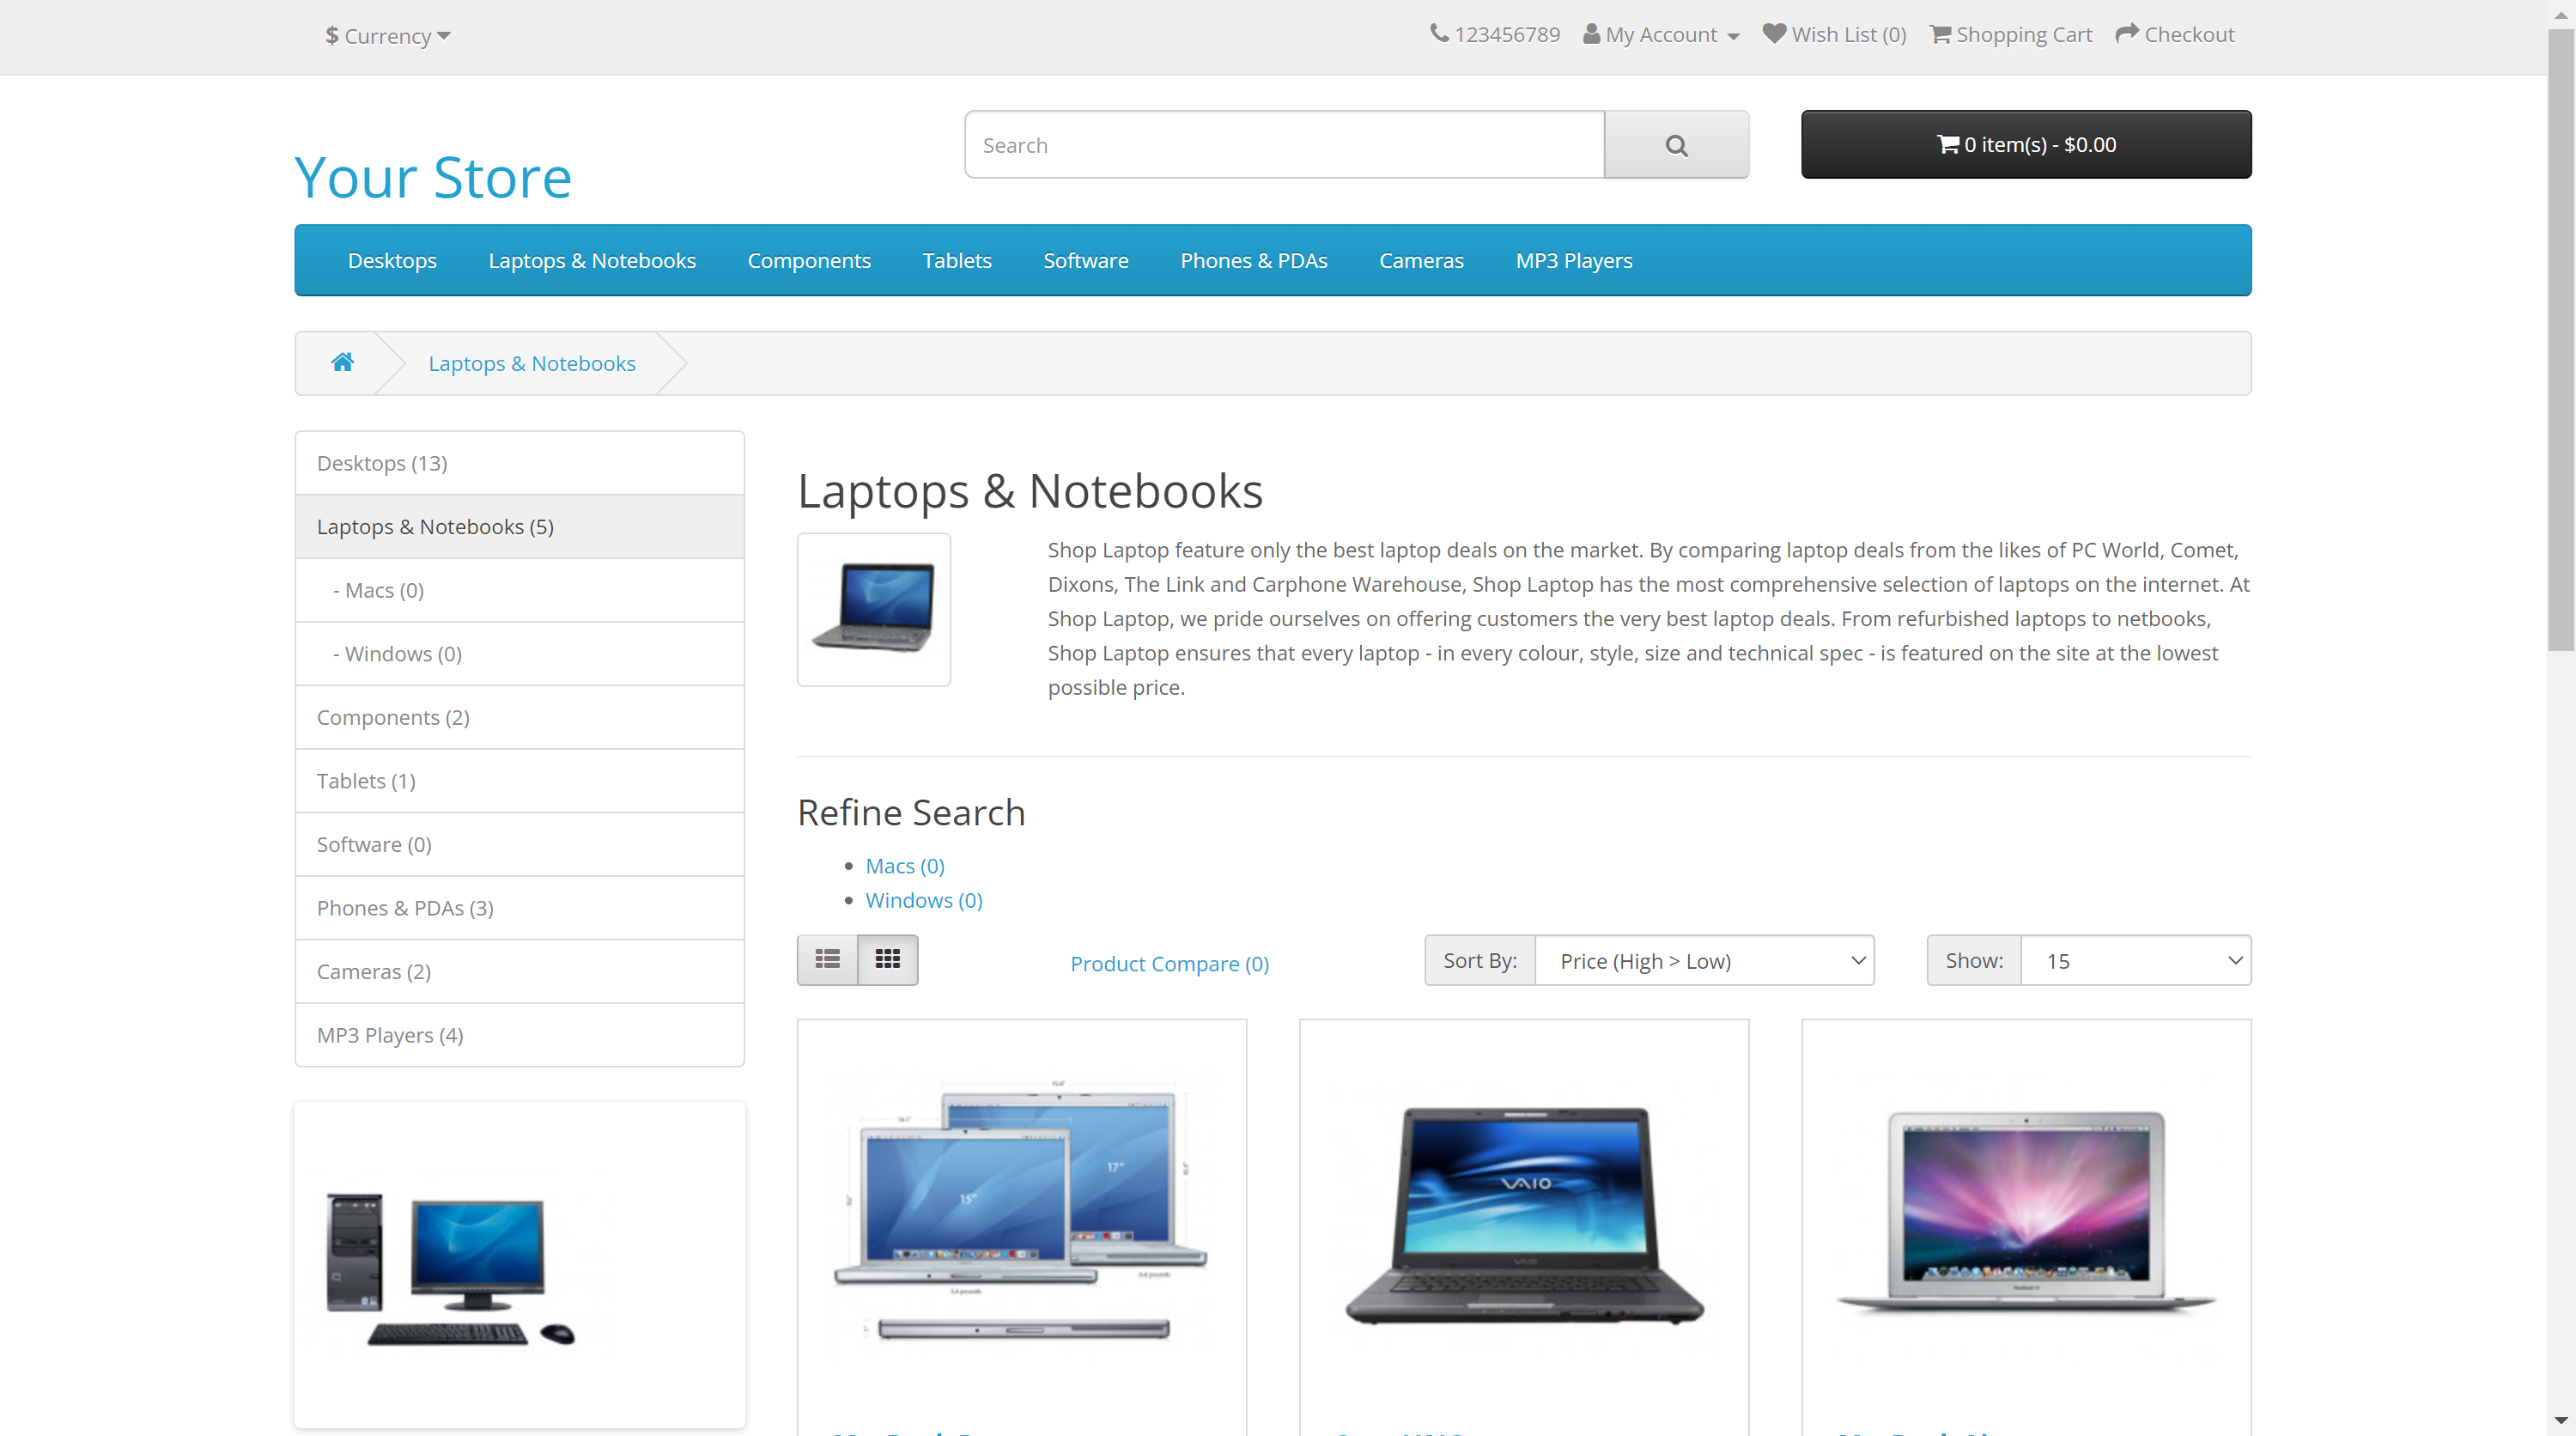 $ Currency
123456789 My Account Wish List (0) Shopping Cart Checkout
Your Store
Search
0 item(s) - $0.00
Desktops Laptops & Notebooks Components Tablets Software Phones & PDAs Cameras MP3 Players
Laptops & Notebooks
Desktops (13)
Laptops & Notebooks (5)
- Macs (0)
- Windows (0)
Components (2)
Tablets (1)
Software (0)
Phones & PDAs (3)
Cameras (2)
MP3 Players (4)
Laptops & Notebooks
Shop Laptop feature only the best laptop deals on the market. By comparing laptop deals from the likes of PC World, Comet,
Dixons, The Link and Carphone Warehouse, Shop Laptop has the most comprehensive selection of laptops on the internet. At
Shop Laptop, we pride ourselves on offering customers the very best laptop deals. From refurbished laptops to netbooks,
Shop Laptop ensures that every laptop - in every colour, style, size and technical spec - is featured on the site at the lowest
possible price.
Refine Search
Macs (0)
Windows (0)
Product Compare (0)
Sort By: Price (High > Low)
Show: 15
15"
17"
VAIO